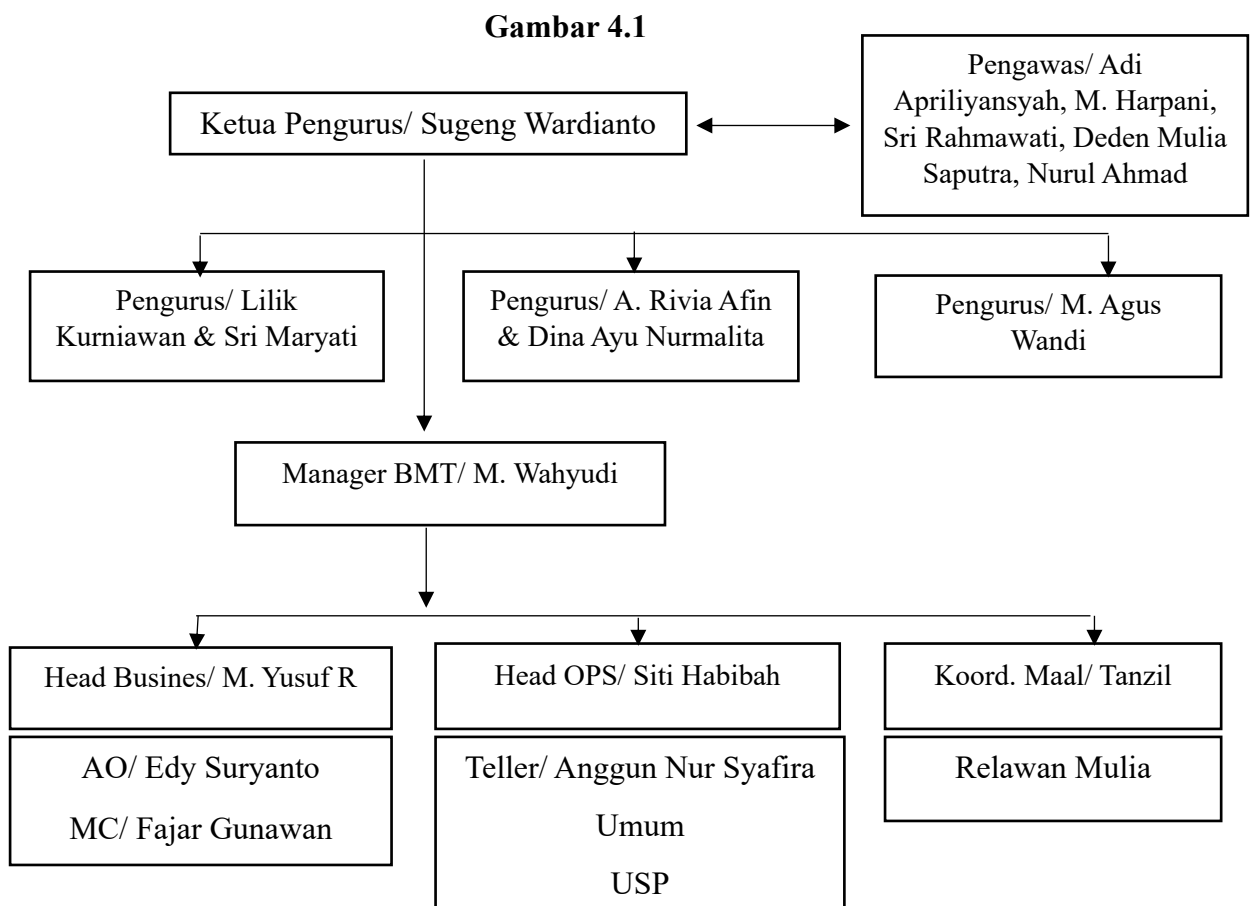 Gambar 4.1
Ketua Pengurus/ Sugeng Wardianto
Pengawas/ Adi
Apriliyansyah, M. Harpani,
Sri Rahmawati, Deden Mulia
Saputra, Nurul Ahmad
Pengurus/ Lilik
Kurniawan & Sri Maryati
Pengurus/ A. Rivia Afin
& Dina Ayu Nurmalita
Pengurus/ M. Agus
Wandi
Manager BMT/ M. Wahyudi
Head Busines/ M. Yusuf R
Head OPS/ Siti Habibah
Koord. Maal/ Tanzil
AO/ Edy Suryanto
MC/ Fajar Gunawan
Teller/ Anggun Nur Syafira
Umum
USP
Relawan Mulia